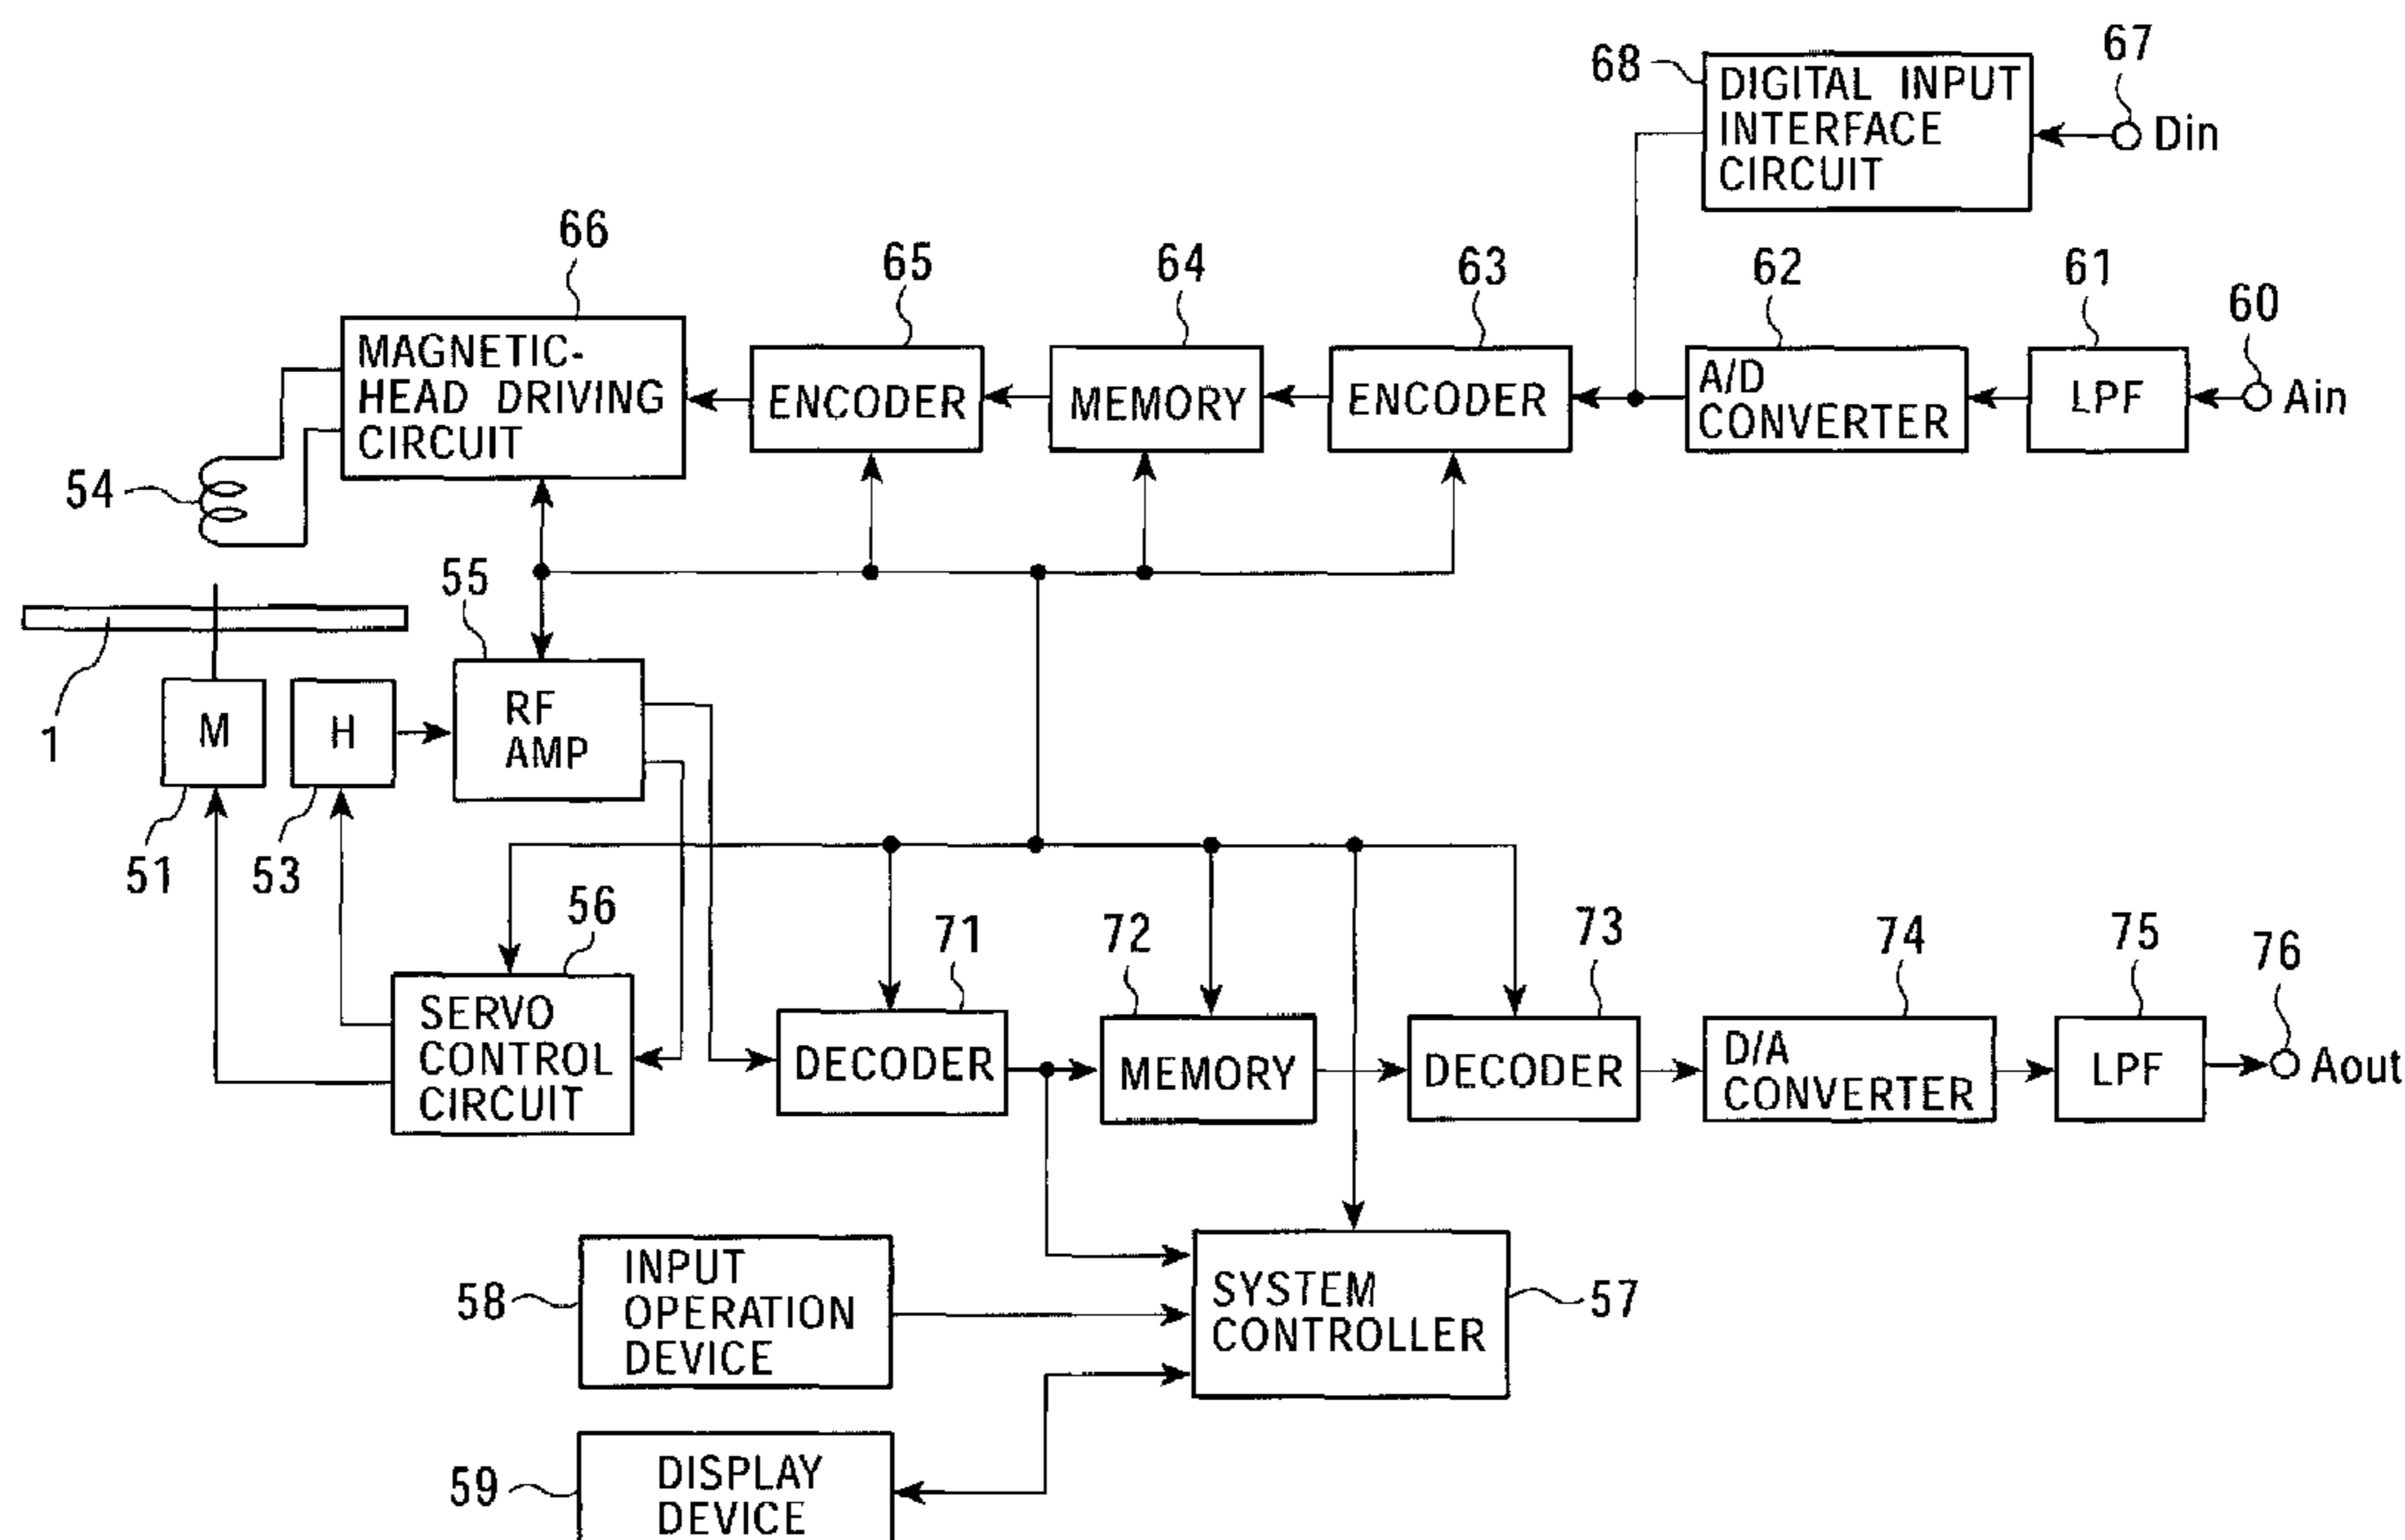 67
68
DIGITAL INPUT
INTERFACE
CIRCUIT
Din
66
65
64
63
62
61
60
MAGNETIC-
HEAD DRIVING
CIRCUIT
ENCODER
MEMORY
ENCODER
A/D
CONVERTER
LPF
Ain
54
55
1
M
H
RF
AMP
51
53
56
71
72
73
74
75
76
SERVO
CONTROL
CIRCUIT
DECODER
MEMORY
DECODER
D/A
CONVERTER
LPF
Aout
58
INPUT
OPERATION
DEVICE
SYSTEM
CONTROLLER
57
59
DISPLAY
DEVICE